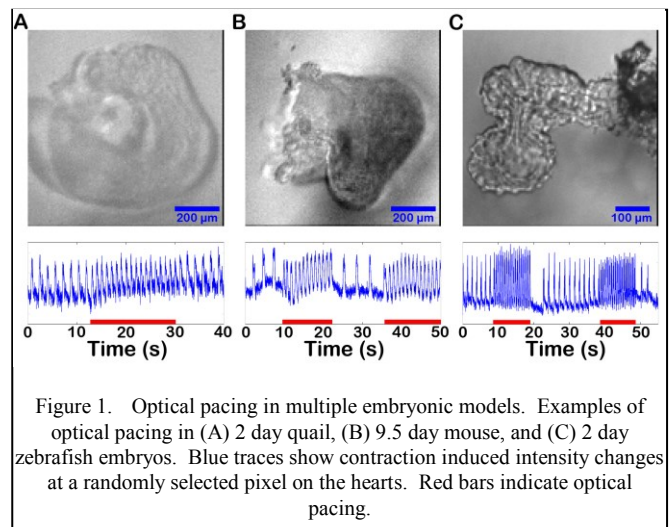 A B C
200 µm 200 µm 100 µm
0 10 20 30 40 0 10 20 30 40 50 0 10 20 30 40 50
Time (s) Time (s) Time (s)
Figure 1. Optical pacing in multiple embryonic models. Examples of
optical pacing in (A) 2 day quail, (B) 9.5 day mouse, and (C) 2 day
zebrafish embryos. Blue traces show contraction induced intensity changes
at a randomly selected pixel on the hearts. Red bars indicate optical
pacing.